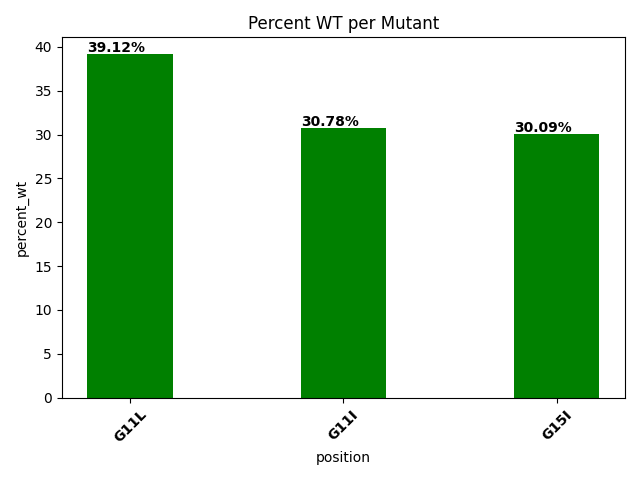 Percent WT per Mutant
40
35
30
25
20
15
10
5
0
percent_wt
39.12%
30.78%
30.09%
G11L
G11I
G15I
position